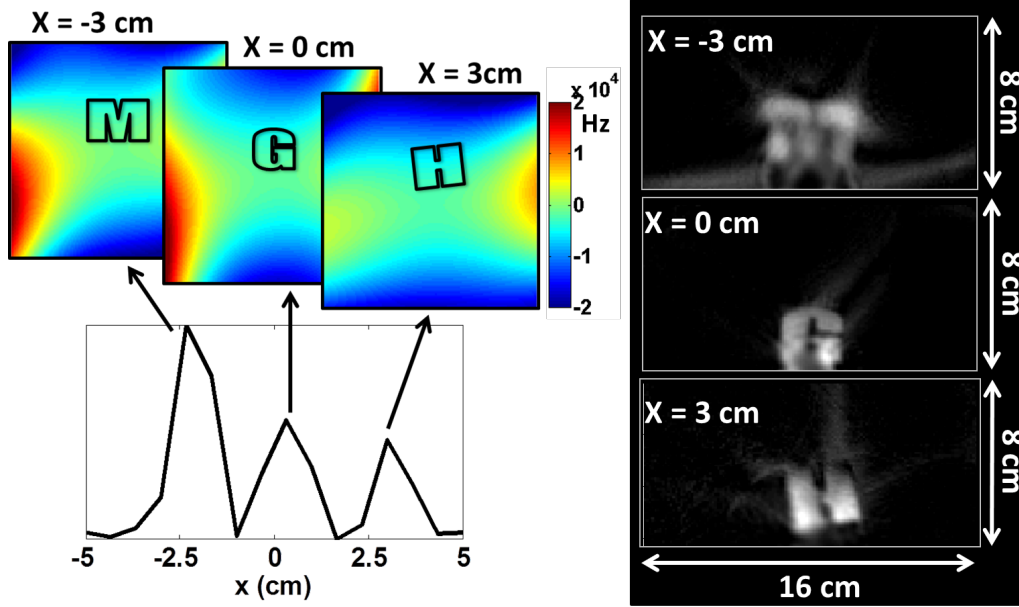 X = -3 cm
X = 0 cm
X = 3cm
M
G
H
x 10⁴
2
Hz
1
0
-1
-2
-5
-2.5
0
2.5
5
x (cm)
X = -3 cm
8 cm
X = 0 cm
G
8 cm
X = 3 cm
8 cm
16 cm